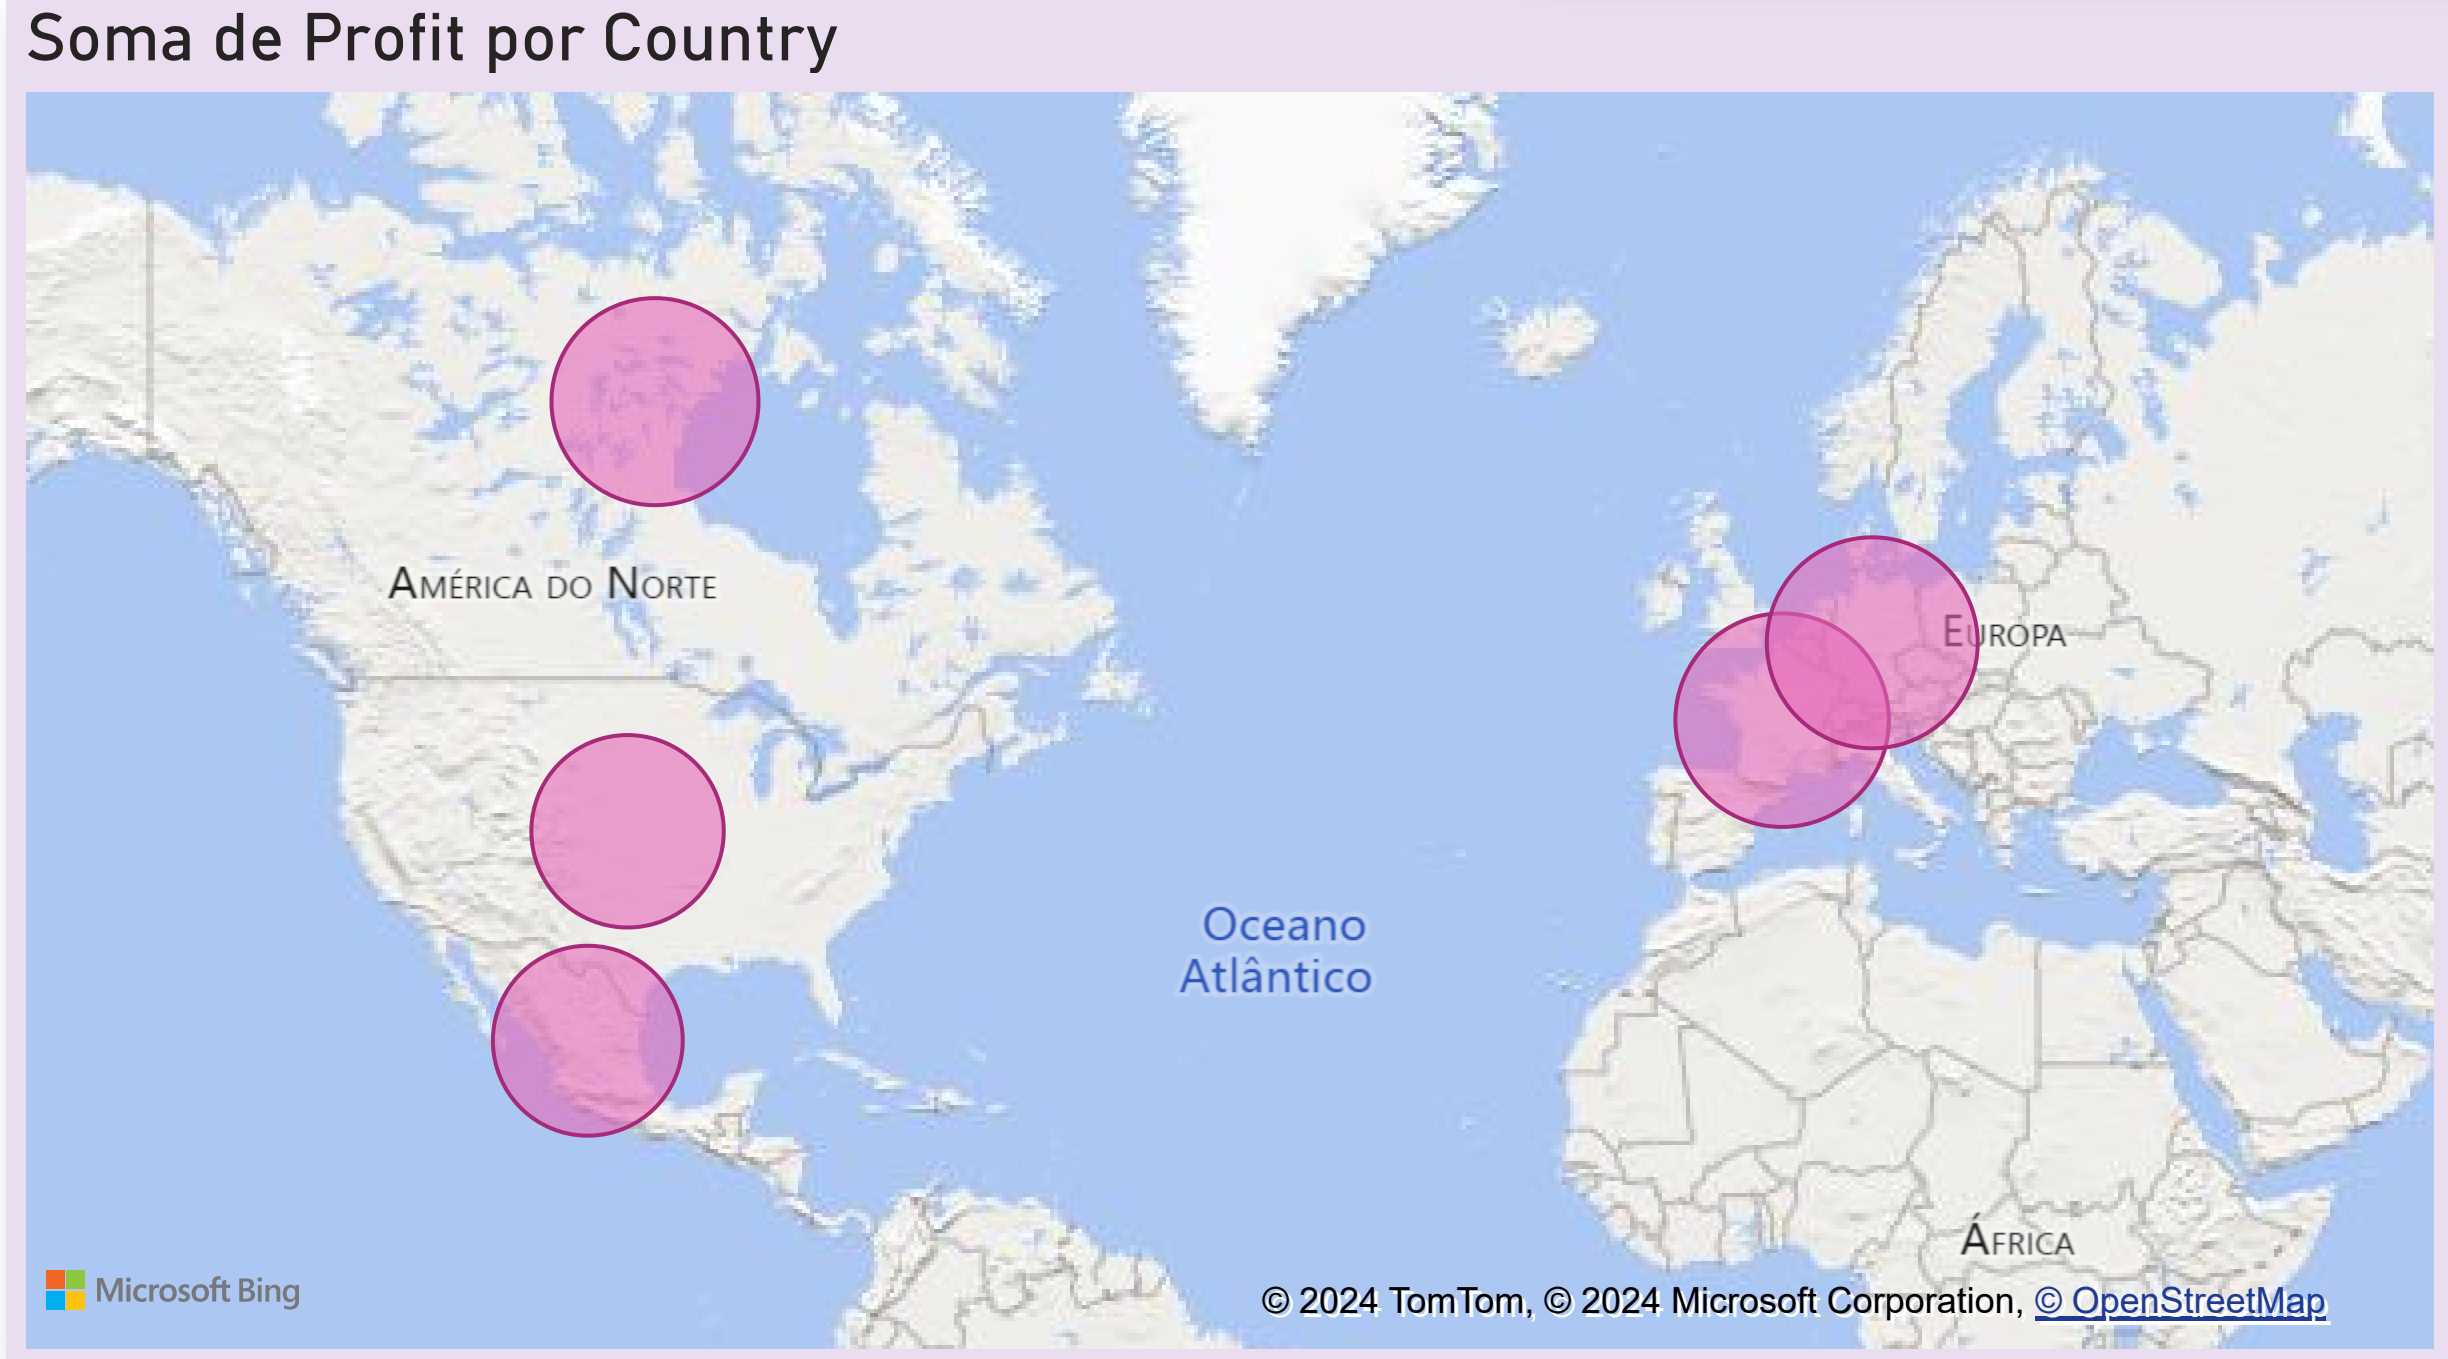 Soma de Profit por Country
América do Norte
Europa
Oceano
Atlântico
África
Microsoft Bing
© 2024 TomTom, © 2024 Microsoft Corporation, © OpenStreetMap